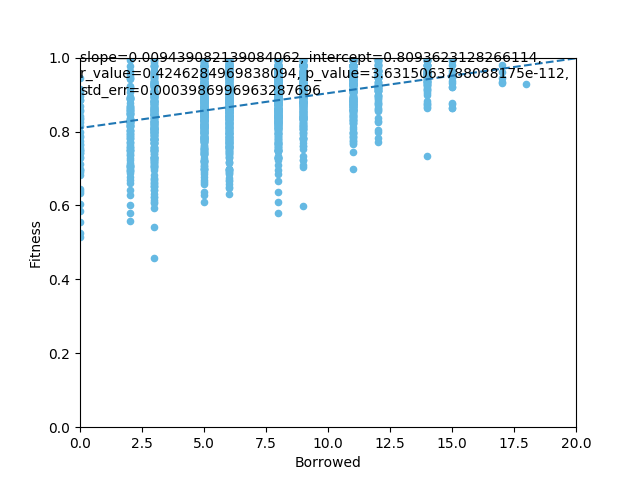 slope=0.009439082139084062, intercept=0.8093623128266114,
r_value=0.4246284969838094, p_value=3.6315063788088175e-112,
std_err=0.0003986996963287696
1.0
0.8
0.6
0.4
0.2
0.0
Fitness
0.0 2.5 5.0 7.5 10.0 12.5 15.0 17.5 20.0
Borrowed